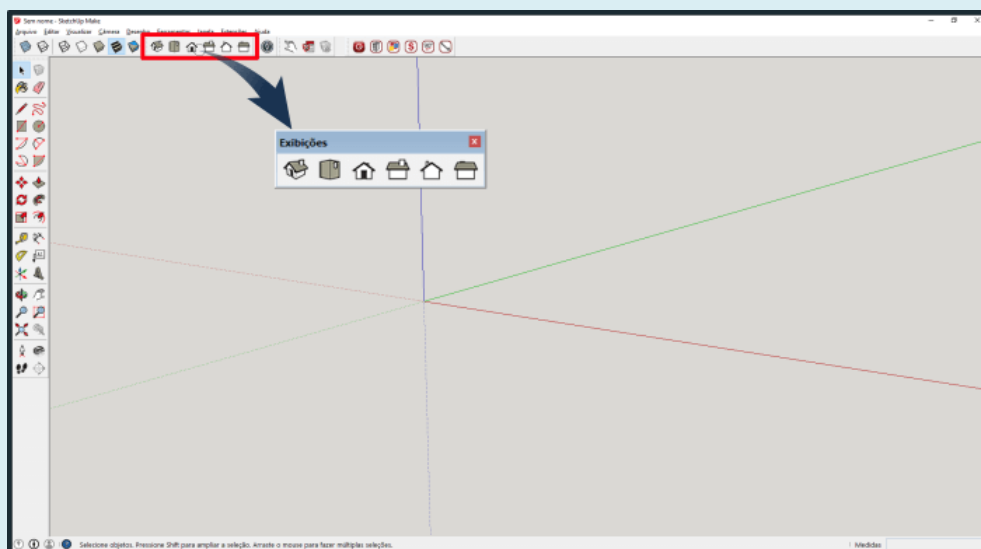 Sem nome - SketchUp Make
Arquivo Editar Visualizar Câmera Desenho Ferramentas Janela Extensões Ajuda
Exibições
Selecione objetos. Pressione Shift para ampliar a seleção. Arraste o mouse para fazer múltiplas seleções.
Medidas